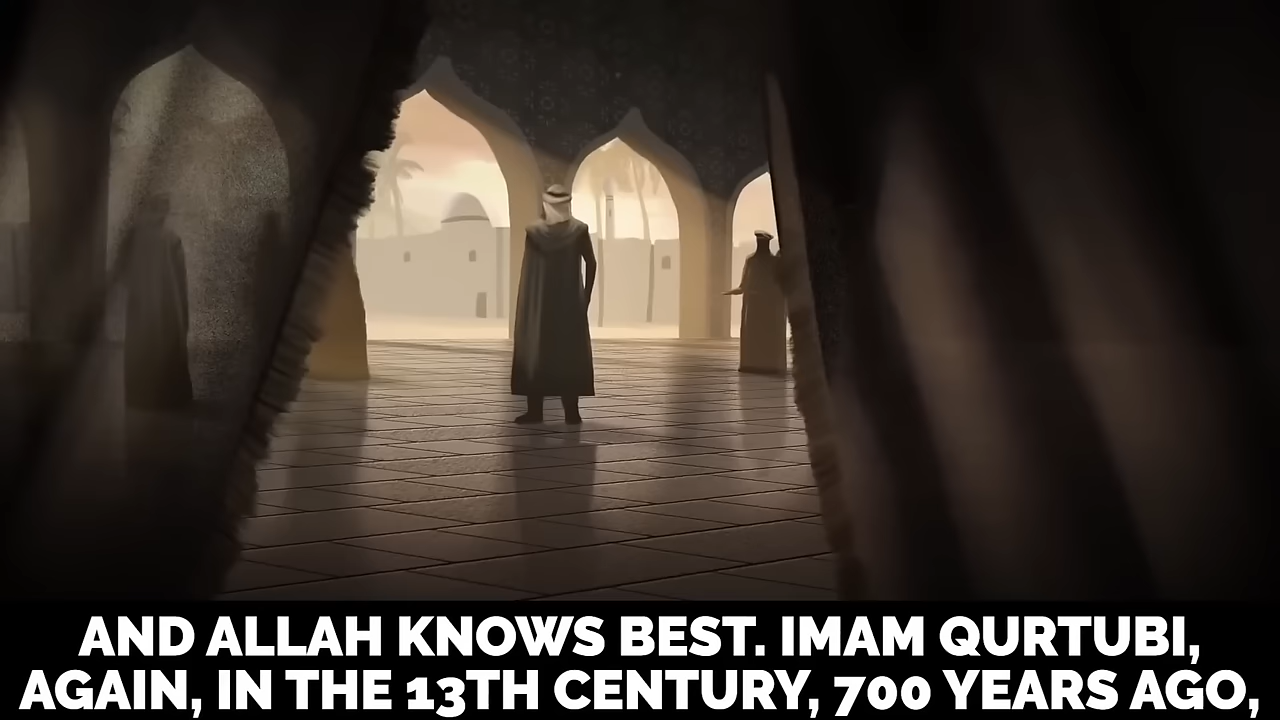 AND ALLAH KNOWS BEST. IMAM QURTUBI,
AGAIN, IN THE 13TH CENTURY, 700 YEARS AGO,